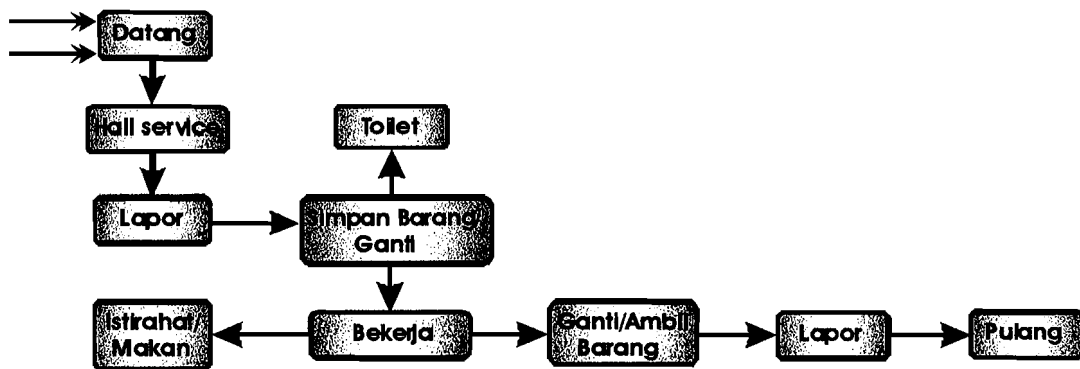 Datang
Hall service
Toilet
Lapor
Simpan Barang/
Ganti
Istirahat/
Makan
Bekerja
Ganti/Ambil
Barang
Lapor
Pulang